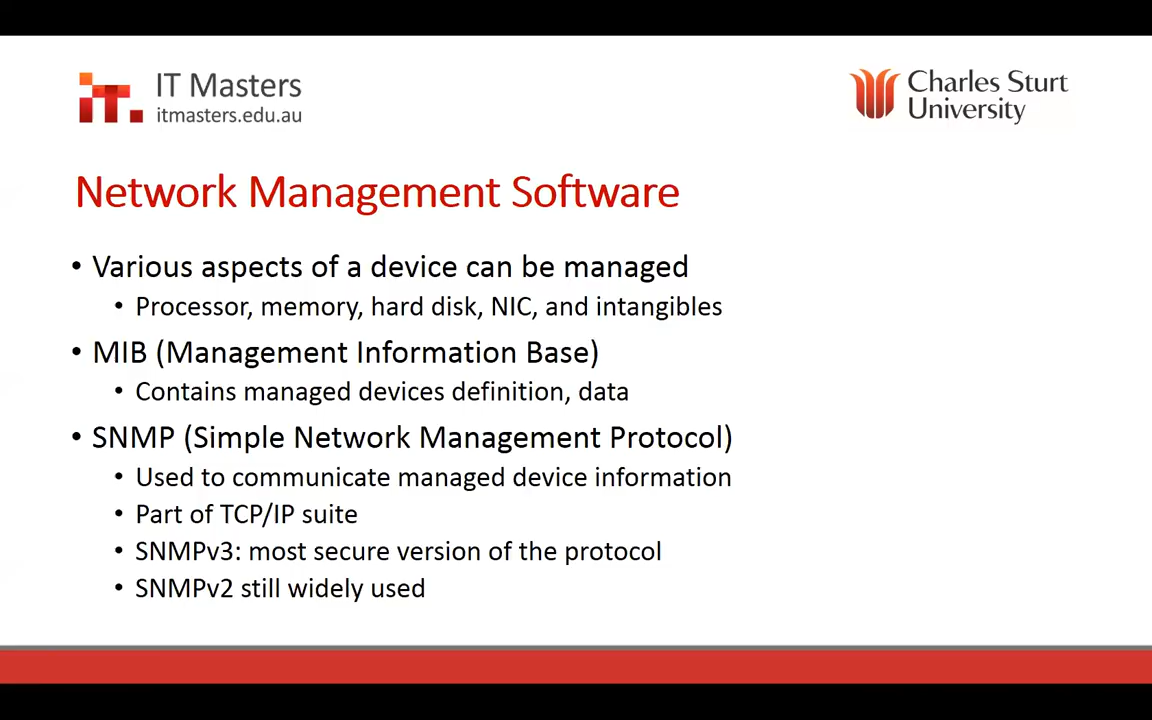 IT Masters
itmasters.edu.au
Charles Sturt
University
Network Management Software
• Various aspects of a device can be managed
• Processor, memory, hard disk, NIC, and intangibles
• MIB (Management Information Base)
• Contains managed devices definition, data
• SNMP (Simple Network Management Protocol)
• Used to communicate managed device information
• Part of TCP/IP suite
• SNMPv3: most secure version of the protocol
• SNMPv2 still widely used